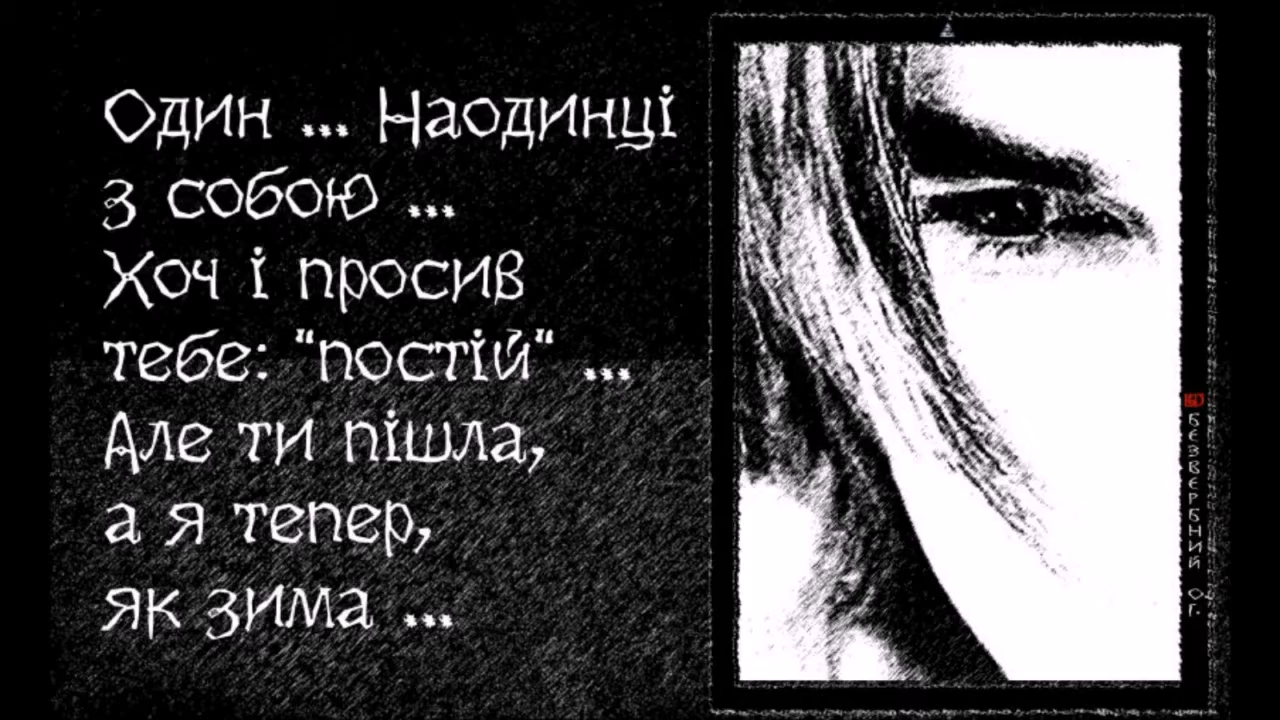 Один ... Наодинці
з собою ...
Хоч і просив
тебе: "постій" ...
Але ти пішла,
а я тепер,
як зима ...
БЕЗВЕРБНИЙ О. Г.